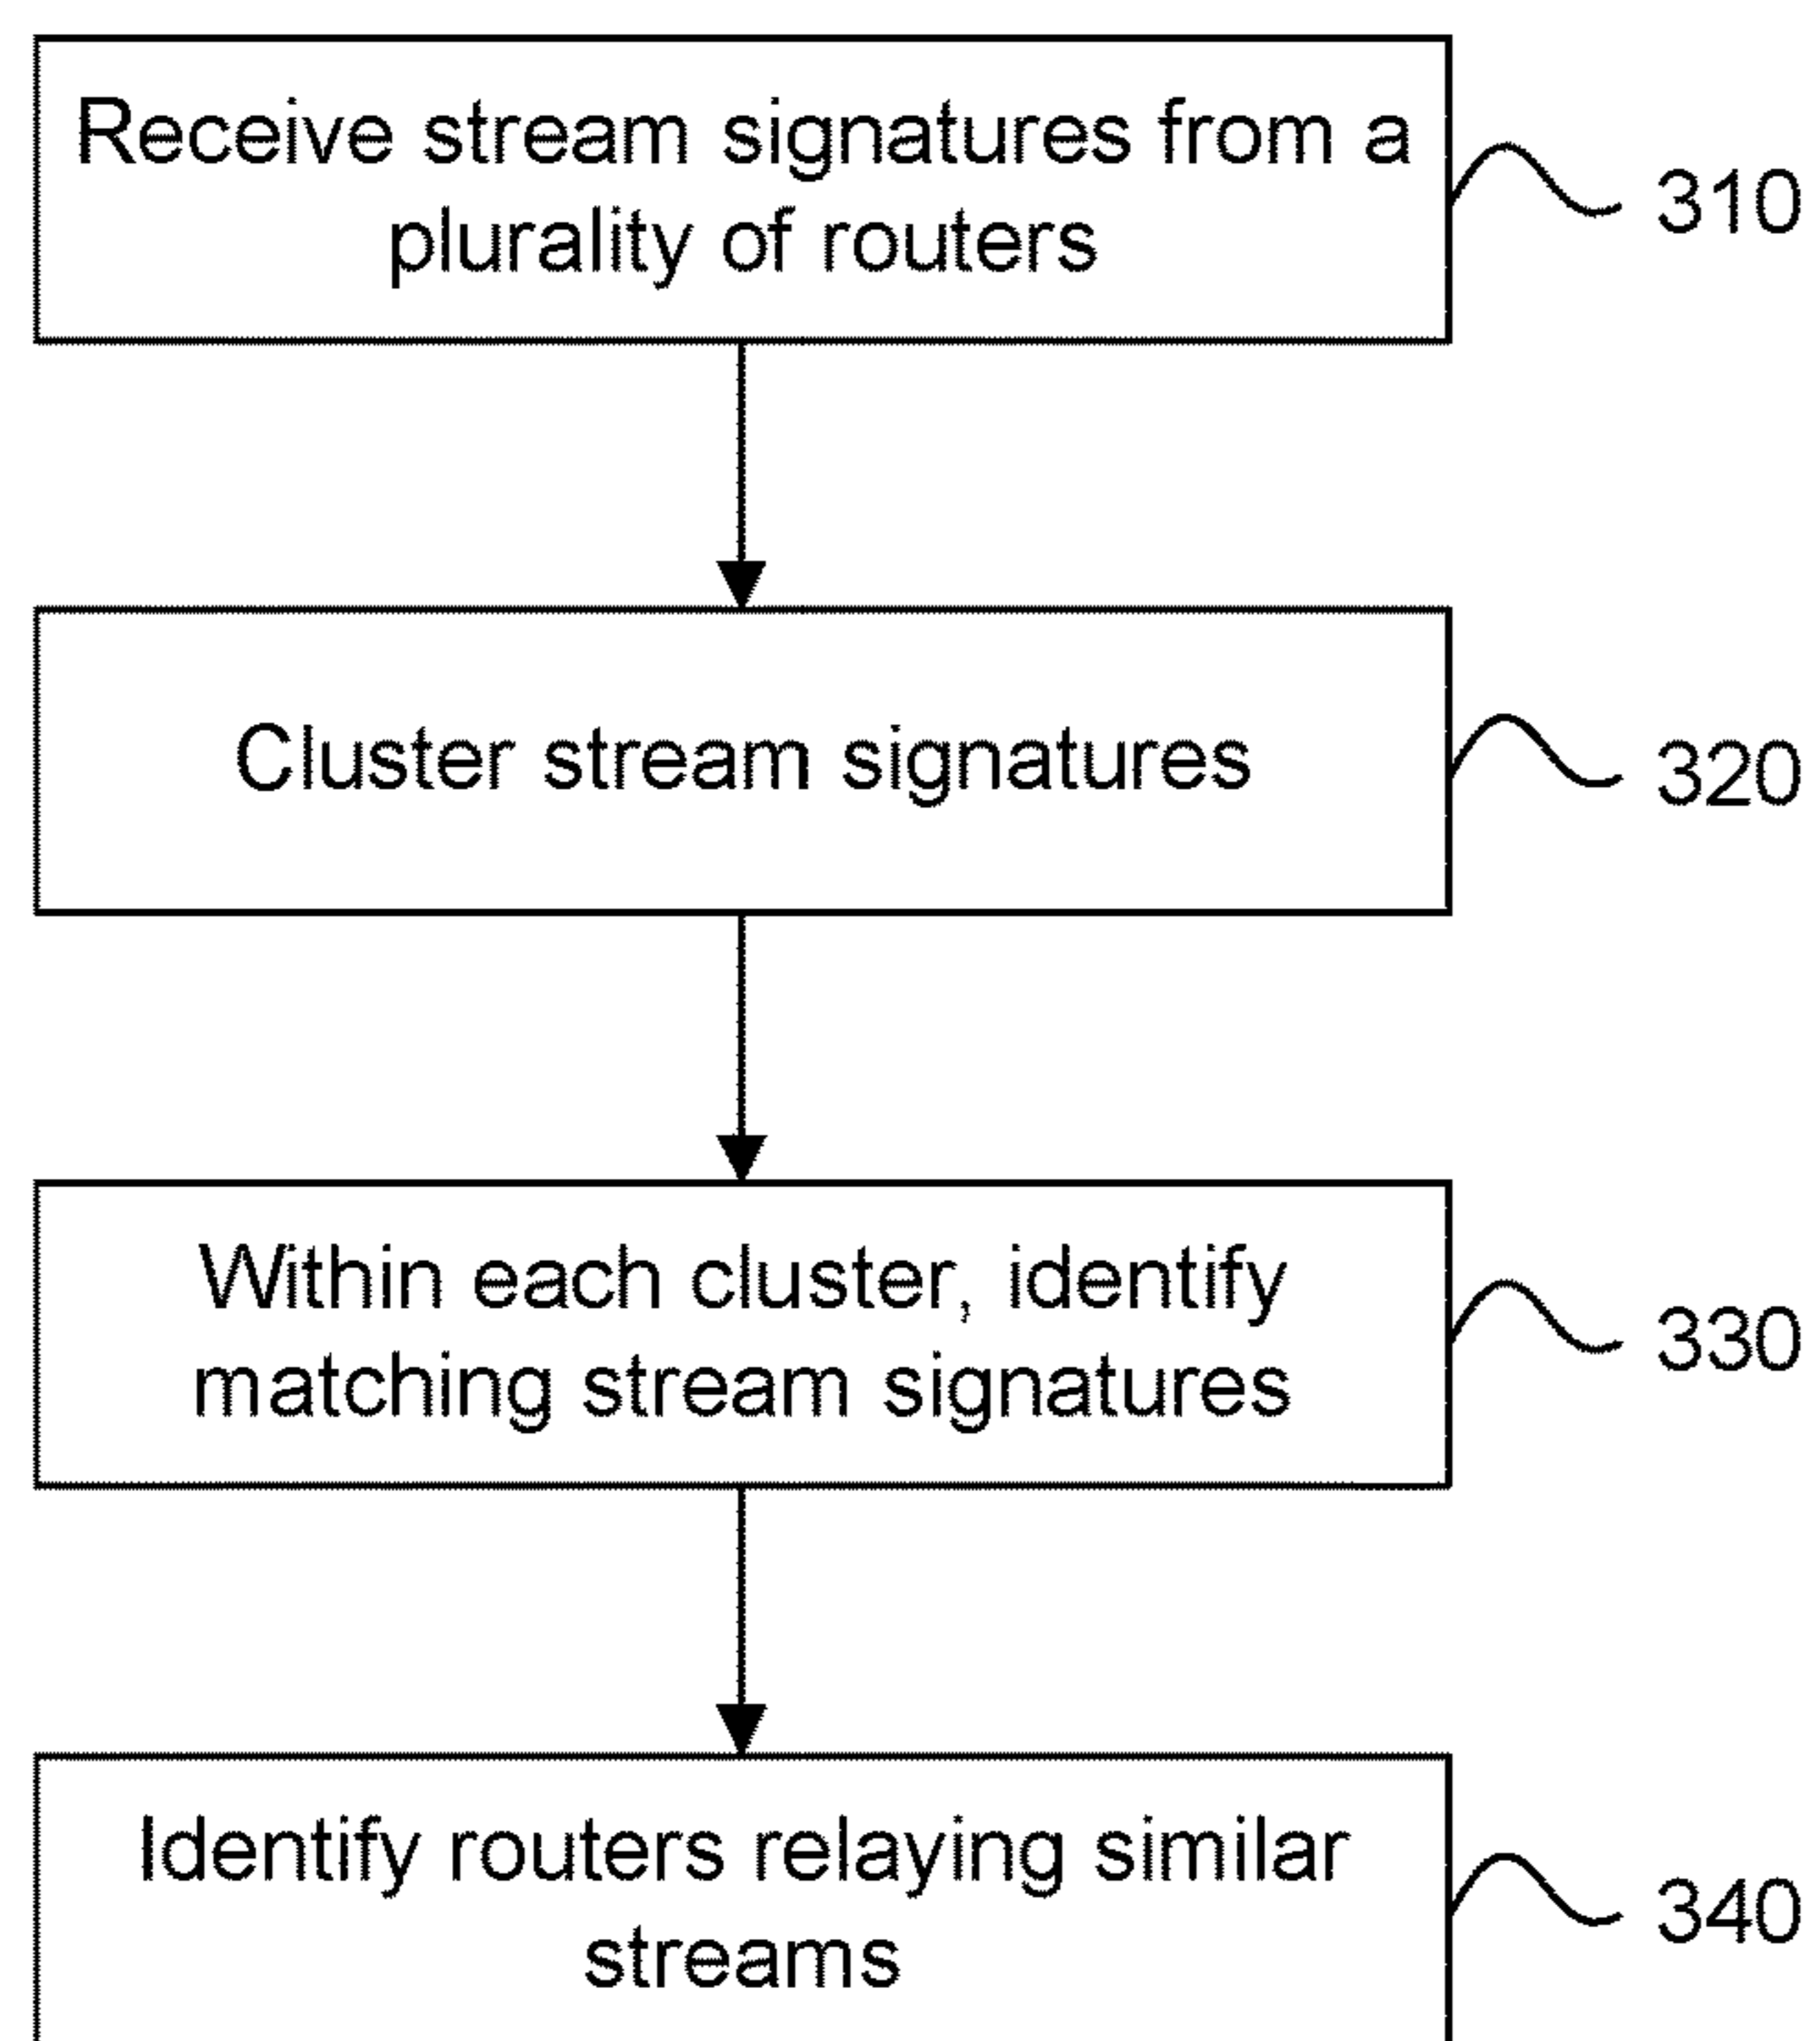 Receive stream signatures from a
plurality of routers
310
Cluster stream signatures
320
Within each cluster, identify
matching stream signatures
330
Identify routers relaying similar
streams
340